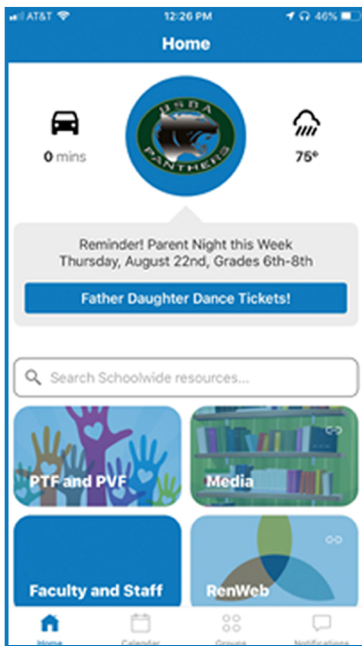 AT&T 12:26 PM 46%
Home
USBA
PANTHERS
0 mins
75°
Reminder! Parent Night this Week
Thursday, August 22nd, Grades 6th-8th
Father Daughter Dance Tickets!
Search Schoolwide resources...
PTF and PVF
Media
Faculty and Staff
RenWeb
Home Calendar Groups Notifications